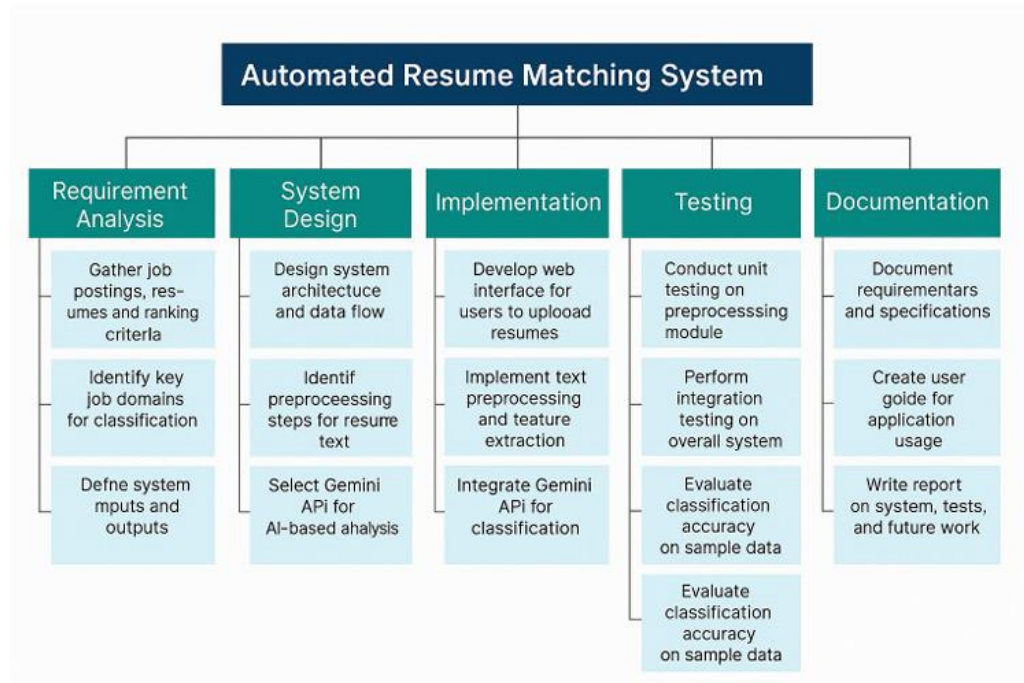 Automated Resume Matching System
Requirement
Analysis
Gather job
postings, res-
umes and ranking
criteria
Identify key
job domains
for classification
Defne system
mputs and
outputs
System
Design
Design system
architectuce
and data flow
Identif
preproceessing
steps for resume
text
Select Gemini
APi for
AI-based ahalysis
Implementation
Develop web
interface for
users to uplooad
resumes
Implement text
preprocessing
and teature
extraction
Integrate Gemini
APi for
classification
Testing
Conduct unit
testing on
preprocesssing
module
Perform
integration
testing on
overall system
Evaluate
classification
accuracy
on sample data
Evaluate
classification
accuracy
on sample data
Documentation
Document
requirementars
and specifications
Create user
goide for
application
usage
Write report
on system, tests,
and future work